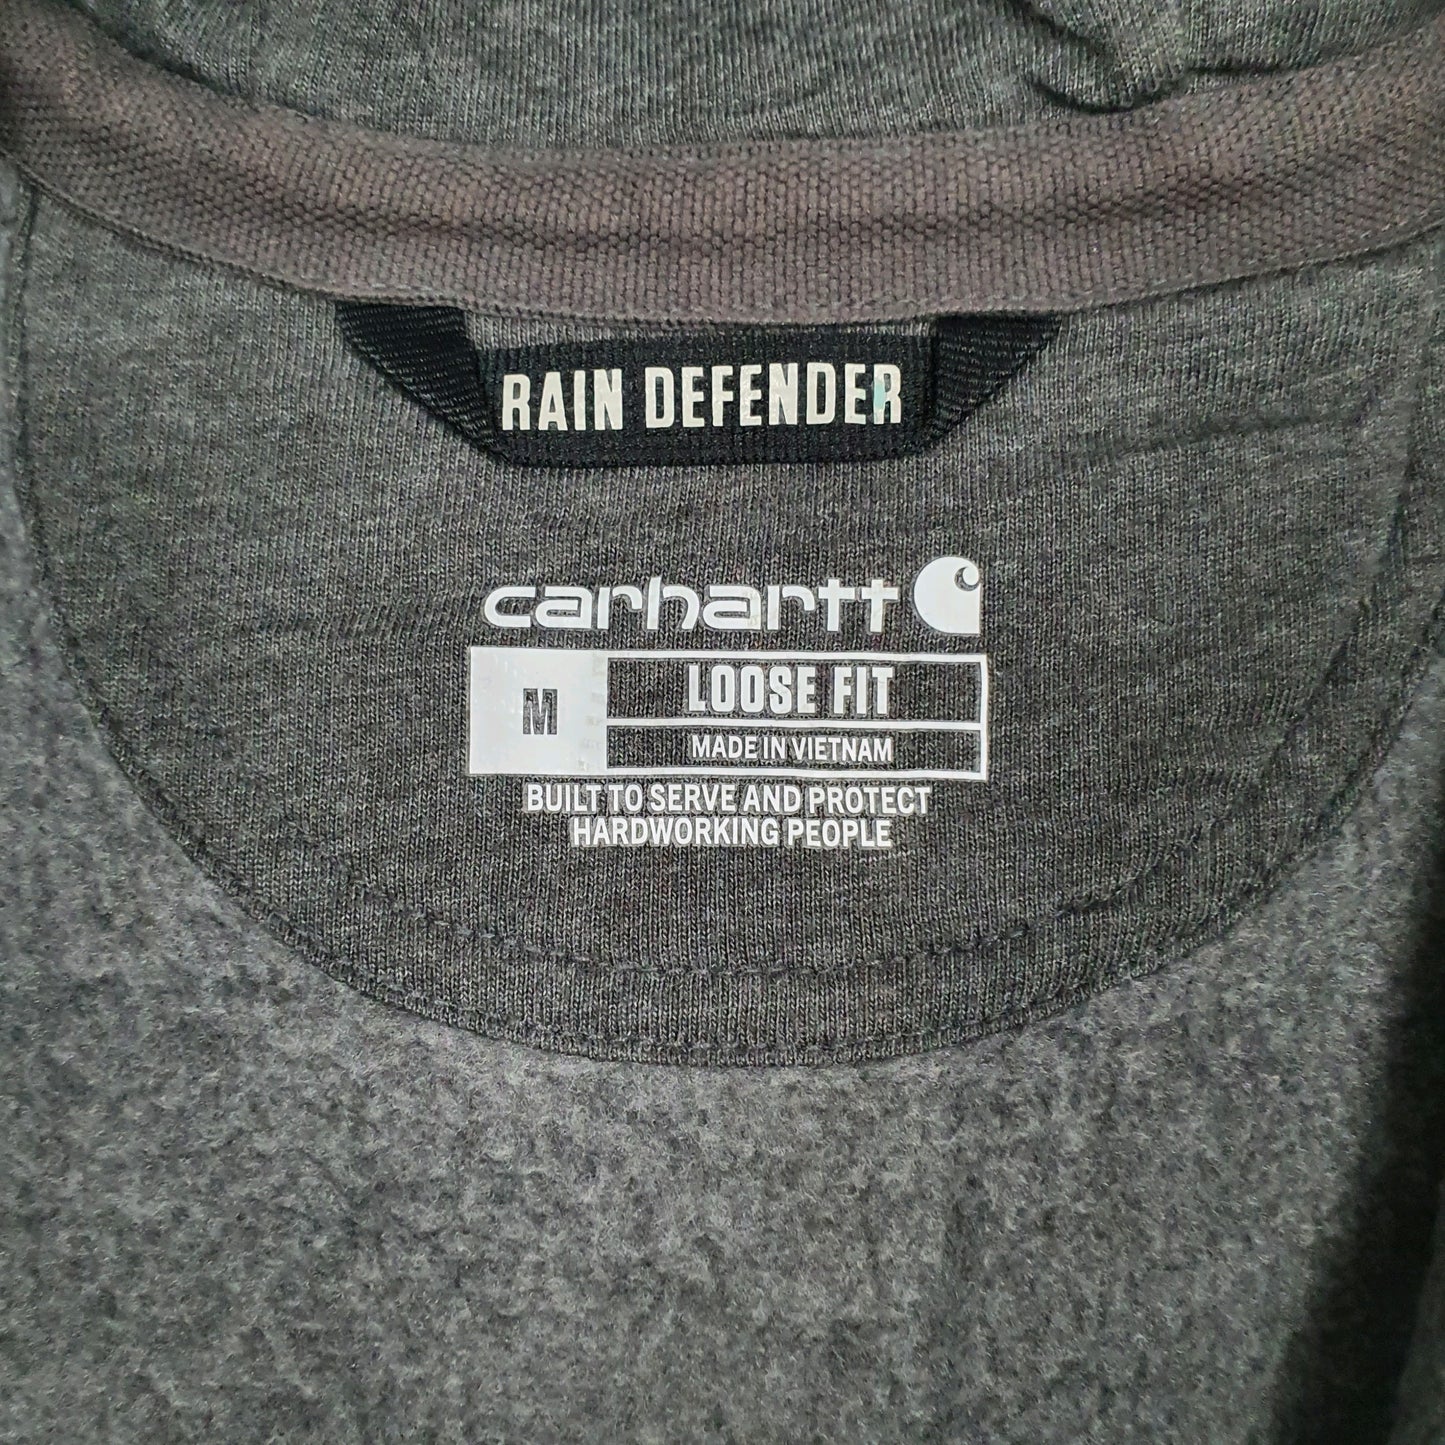 RAIN DEFENDER
carhartt
M
LOOSE FIT
MADE IN VIETNAM
BUILT TO SERVE AND PROTECT
HARDWORKING PEOPLE